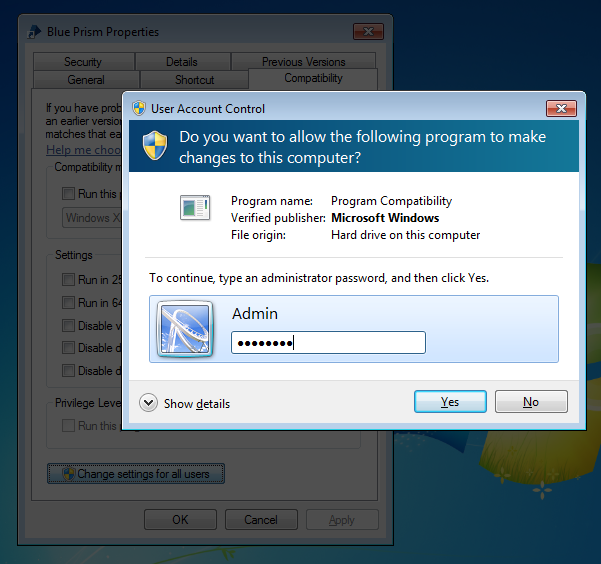 Blue Prism Properties
Security Details Previous Versions
General Shortcut Compatibility
If you have prob
an earlier versio
matches that ea
Help me choo
Compatibility m
Run this p
Windows X
Settings
Run in 25
Run in 64
Disable v
Disable d
Disable d
Privilege Leve
Run this
Change settings for all users
OK Cancel Apply
User Account Control
Do you want to allow the following program to make
changes to this computer?
Program name: Program Compatibility
Verified publisher: Microsoft Windows
File origin: Hard drive on this computer
To continue, type an administrator password, and then click Yes.
Admin
●●●●●●●●
Show details
Yes No